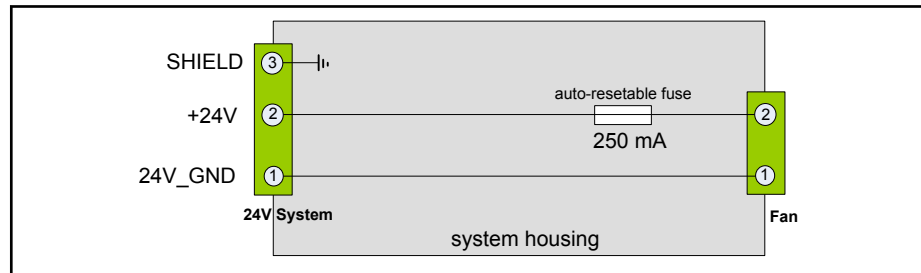 SHIELD
3
auto-resetable fuse
+24V
2
2
250 mA
24V_GND
1
1
24V System
Fan
system housing